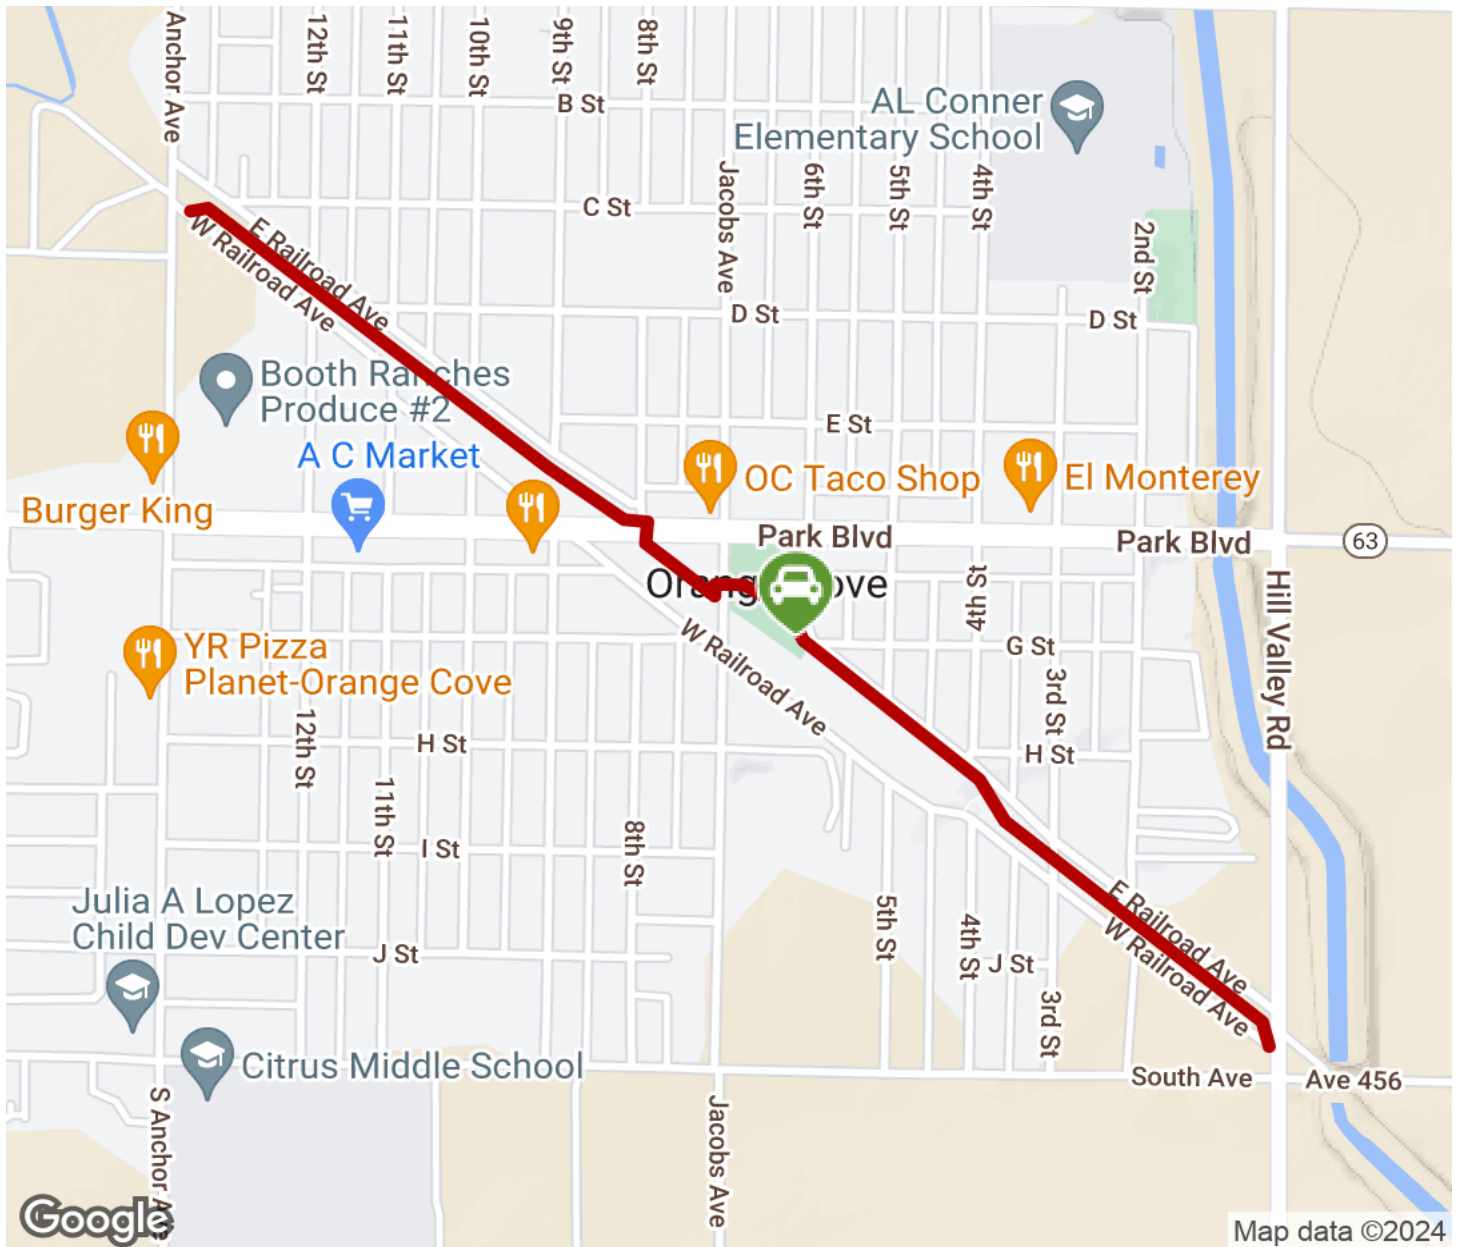 Anchor Ave
12th St
11th St
10th St
9th St
8th St
B St
AL Conner
Elementary School
Jacobs Ave
6th St
5th St
4th St
C St
2nd St
E Railroad Ave
W Railroad Ave
D St
D St
Booth Ranches
Produce #2
E St
A C Market
OC Taco Shop
El Monterey
Burger King
Park Blvd
Park Blvd
63
4th St
Hill Valley Rd
W Railroad Ave
G St
YR Pizza
Planet-Orange Cove
3rd St
12th St
H St
H St
11th St
8th St
I St
Julia A Lopez
Child Dev Center
5th St
4th St
E Railroad Ave
W Railroad Ave
J St
J St
3rd St
Citrus Middle School
South Ave
Ave 456
S Anchor Ave
Jacobs Ave
Google
Map data ©2024